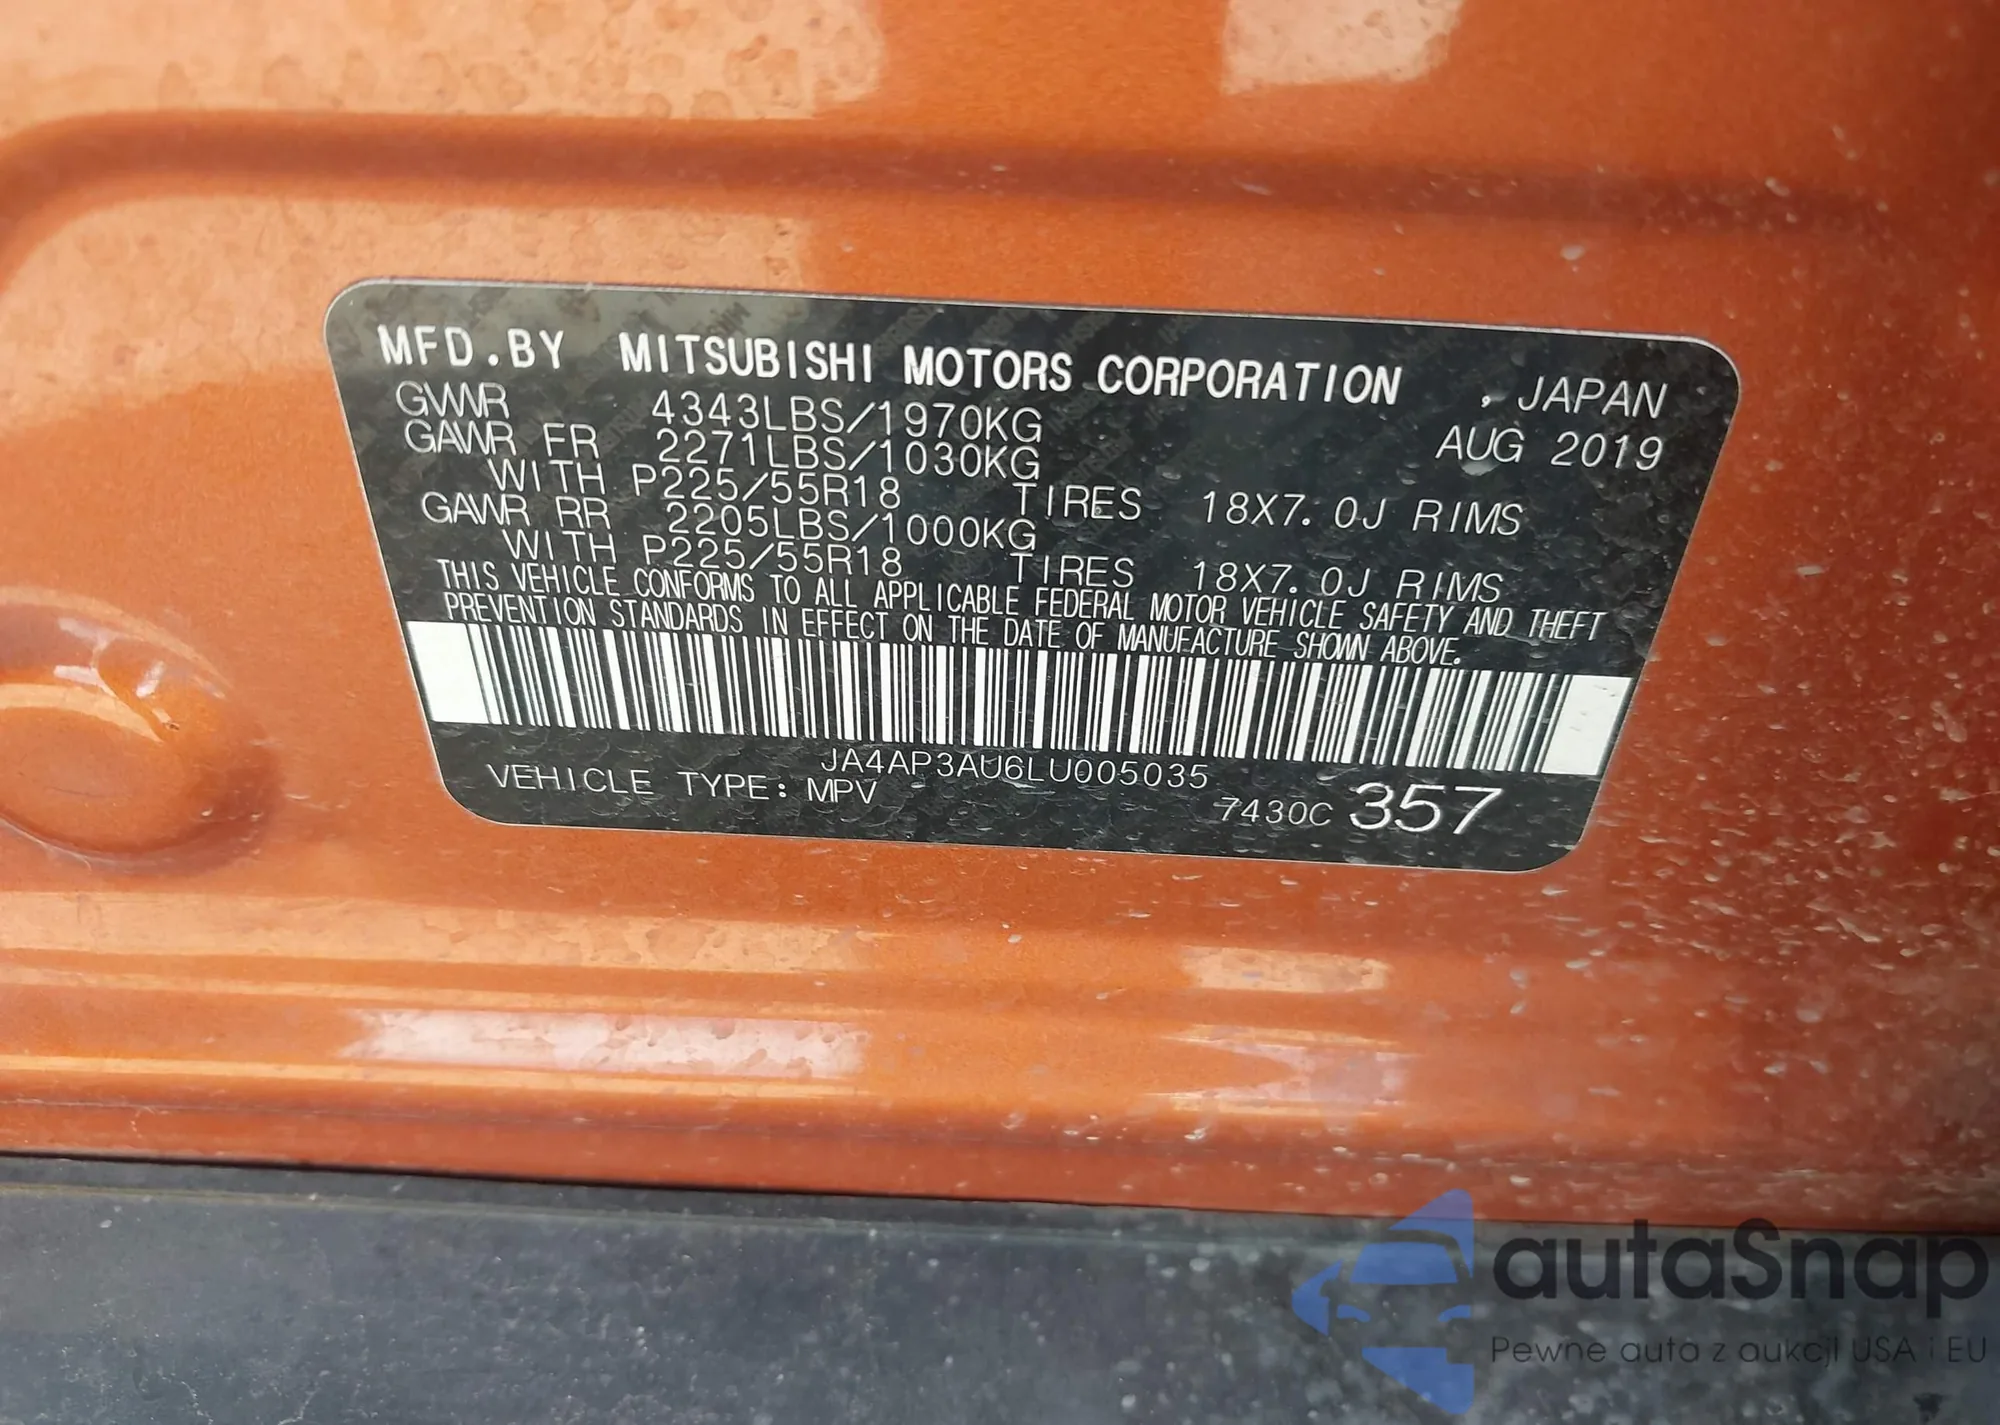 MFD.BY MITSUBISHI MOTORS CORPORATION , JAPAN
GVWR 4343LBS/1970KG AUG 2019
GAWR FR 2271LBS/1030KG
WITH P225/55R18 TIRES 18X7.0J RIMS
GAWR RR 2205LBS/1000KG
WITH P225/55R18 TIRES 18X7.0J RIMS
THIS VEHICLE CONFORMS TO ALL APPLICABLE FEDERAL MOTOR VEHICLE SAFETY AND THEFT
PREVENTION STANDARDS IN EFFECT ON THE DATE OF MANUFACTURE SHOWN ABOVE.
JA4AP3AU6LU005035
VEHICLE TYPE: MPV 7430C 357
autaSnap
Pewne auta z aukcji USA i EU